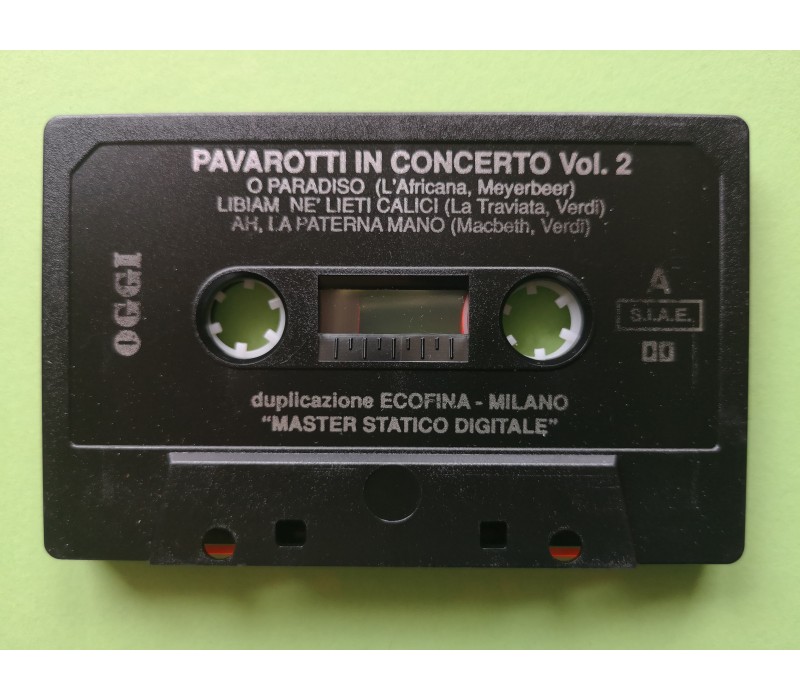 PAVAROTTI IN CONCERTO Vol. 2
O PARADISO (L'Africana, Meyerbeer)
LIBIAM NE' LIETI CALICI (La Traviata, Verdi)
AH, LA PATERNA MANO (Macbeth, Verdi)
OGGI
A
S.I.A.E.
duplicazione ECOFINA - MILANO
"MASTER STATICO DIGITALE"